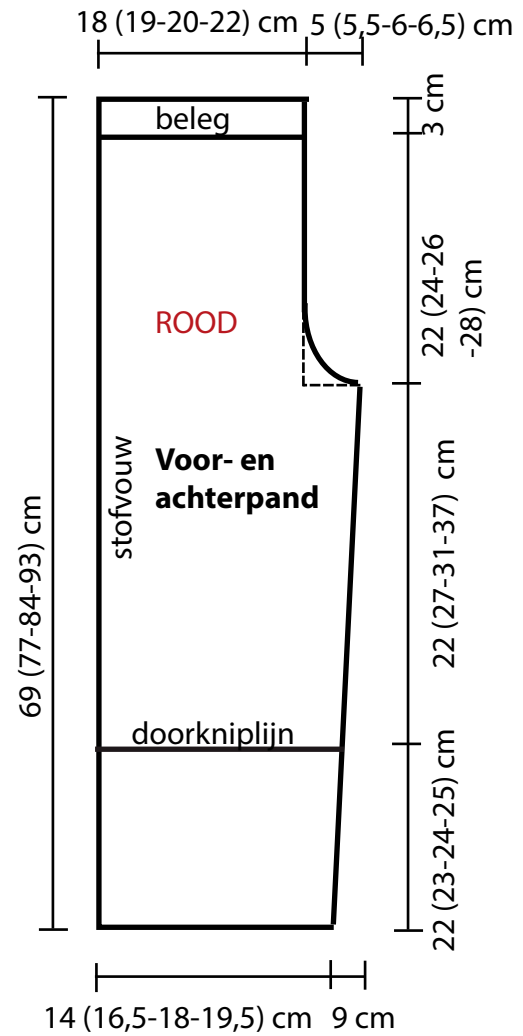 18 (19-20-22) cm
5 (5,5-6-6,5) cm
3 cm
beleg
22 (24-26
-28) cm
ROOD
Voor- en
achterpand
stofvouw
69 (77-84-93) cm
22 (27-31-37) cm
doorkniplijn
22 (23-24-25) cm
14 (16,5-18-19,5) cm
9 cm